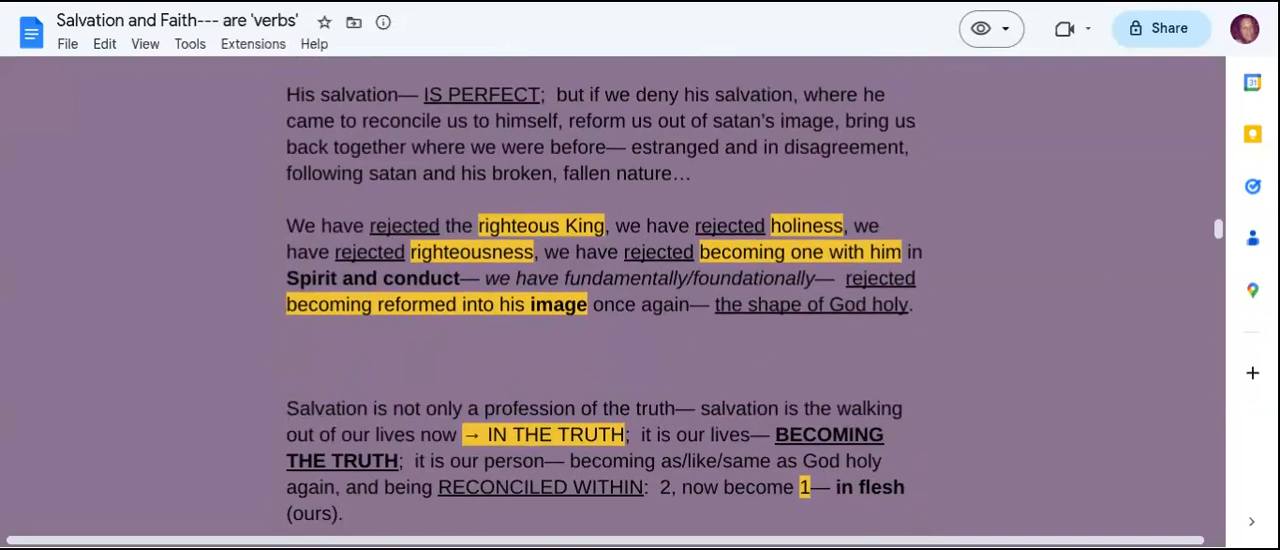 Salvation and Faith--- are 'verbs'
File Edit View Tools Extensions Help
Share
31
His salvation— IS PERFECT;  but if we deny his salvation, where he
came to reconcile us to himself, reform us out of satan’s image, bring us
back together where we were before— estranged and in disagreement,
following satan and his broken, fallen nature…
We have rejected the righteous King, we have rejected holiness, we
have rejected righteousness, we have rejected becoming one with him in
Spirit and conduct— we have fundamentally/foundationally—  rejected
becoming reformed into his image once again— the shape of God holy.
Salvation is not only a profession of the truth— salvation is the walking
out of our lives now → IN THE TRUTH;  it is our lives— BECOMING
THE TRUTH;  it is our person— becoming as/like/same as God holy
again, and being RECONCILED WITHIN:  2, now become 1— in flesh
(ours).